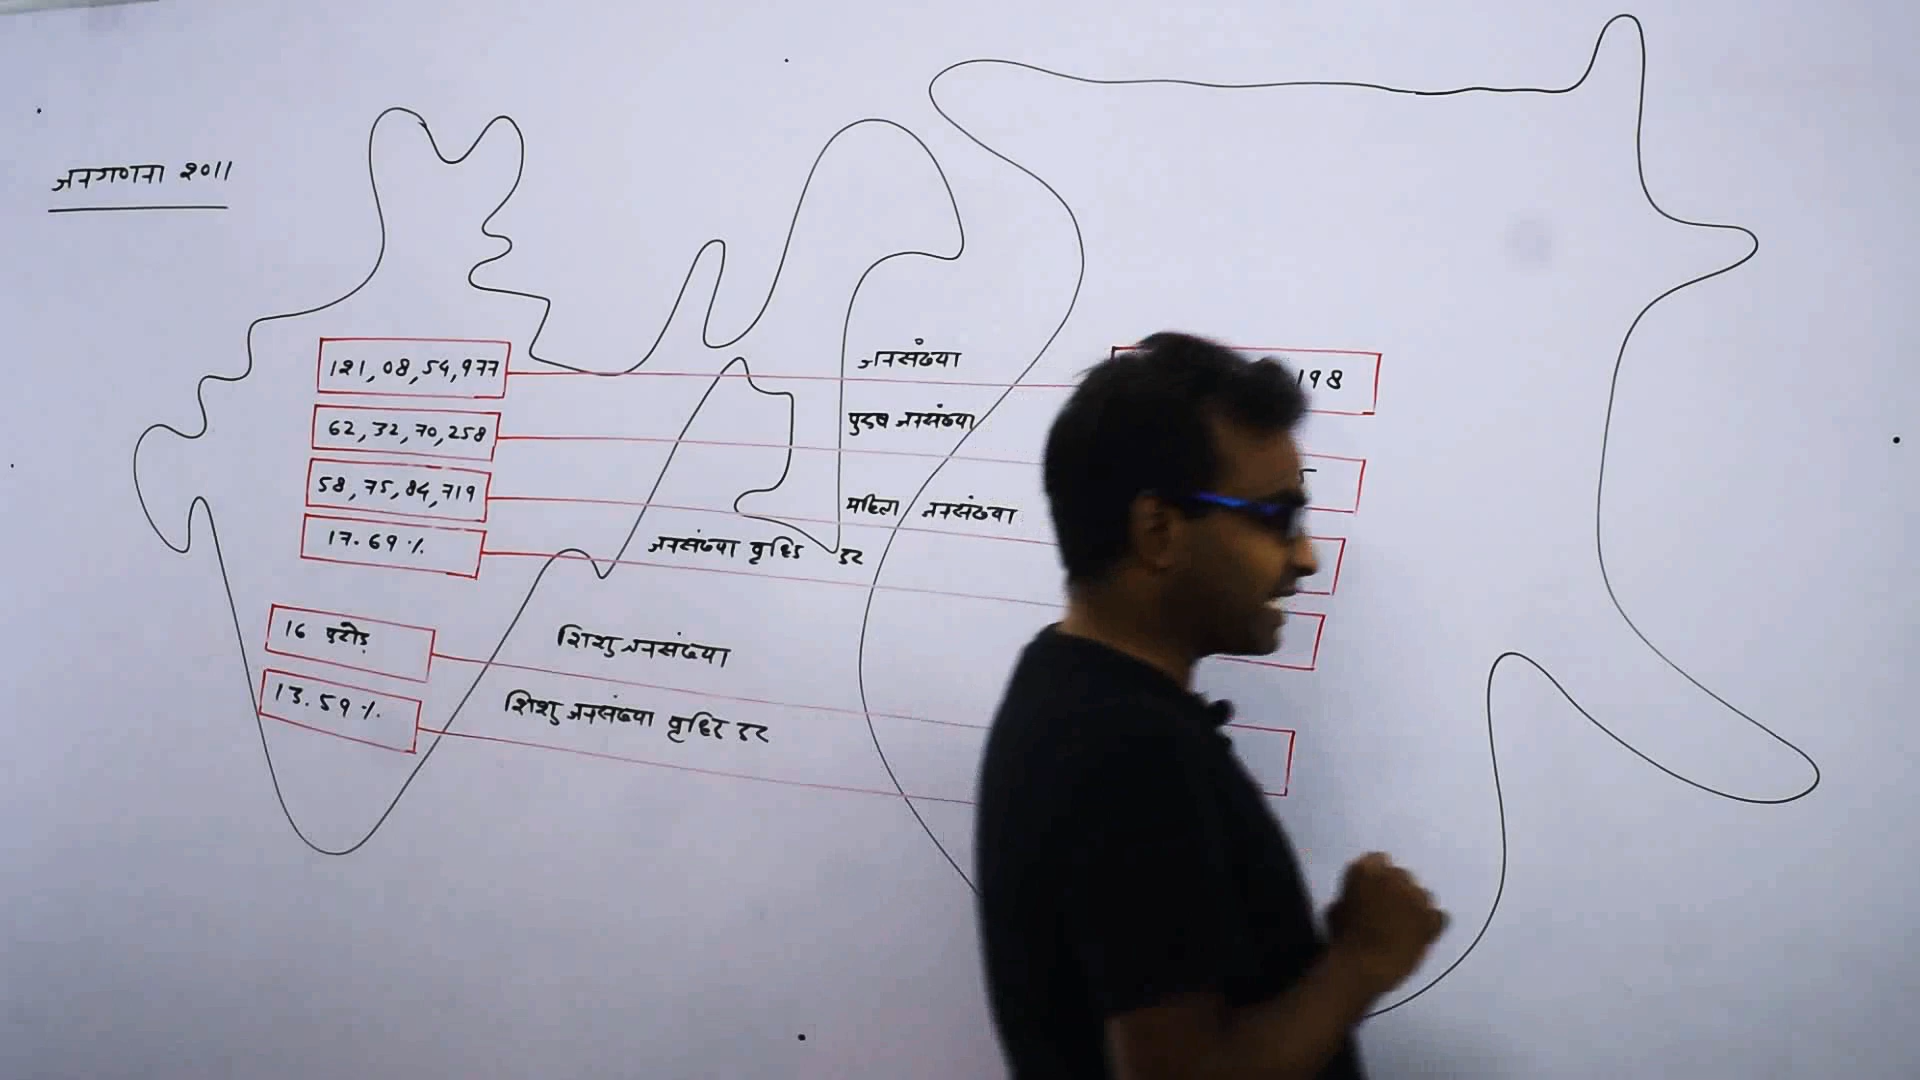 जनगणना २०11
121,08,54,977
जनसंख्या
198
62,32,70,258
पुरुष जनसंख्या
58,75,84,719
महिला जनसंख्या
17.69%
जनसंख्या वृद्धि दर
16 करोड़
शिशु जनसंख्या
13.59%
शिशु जनसंख्या वृद्धि दर